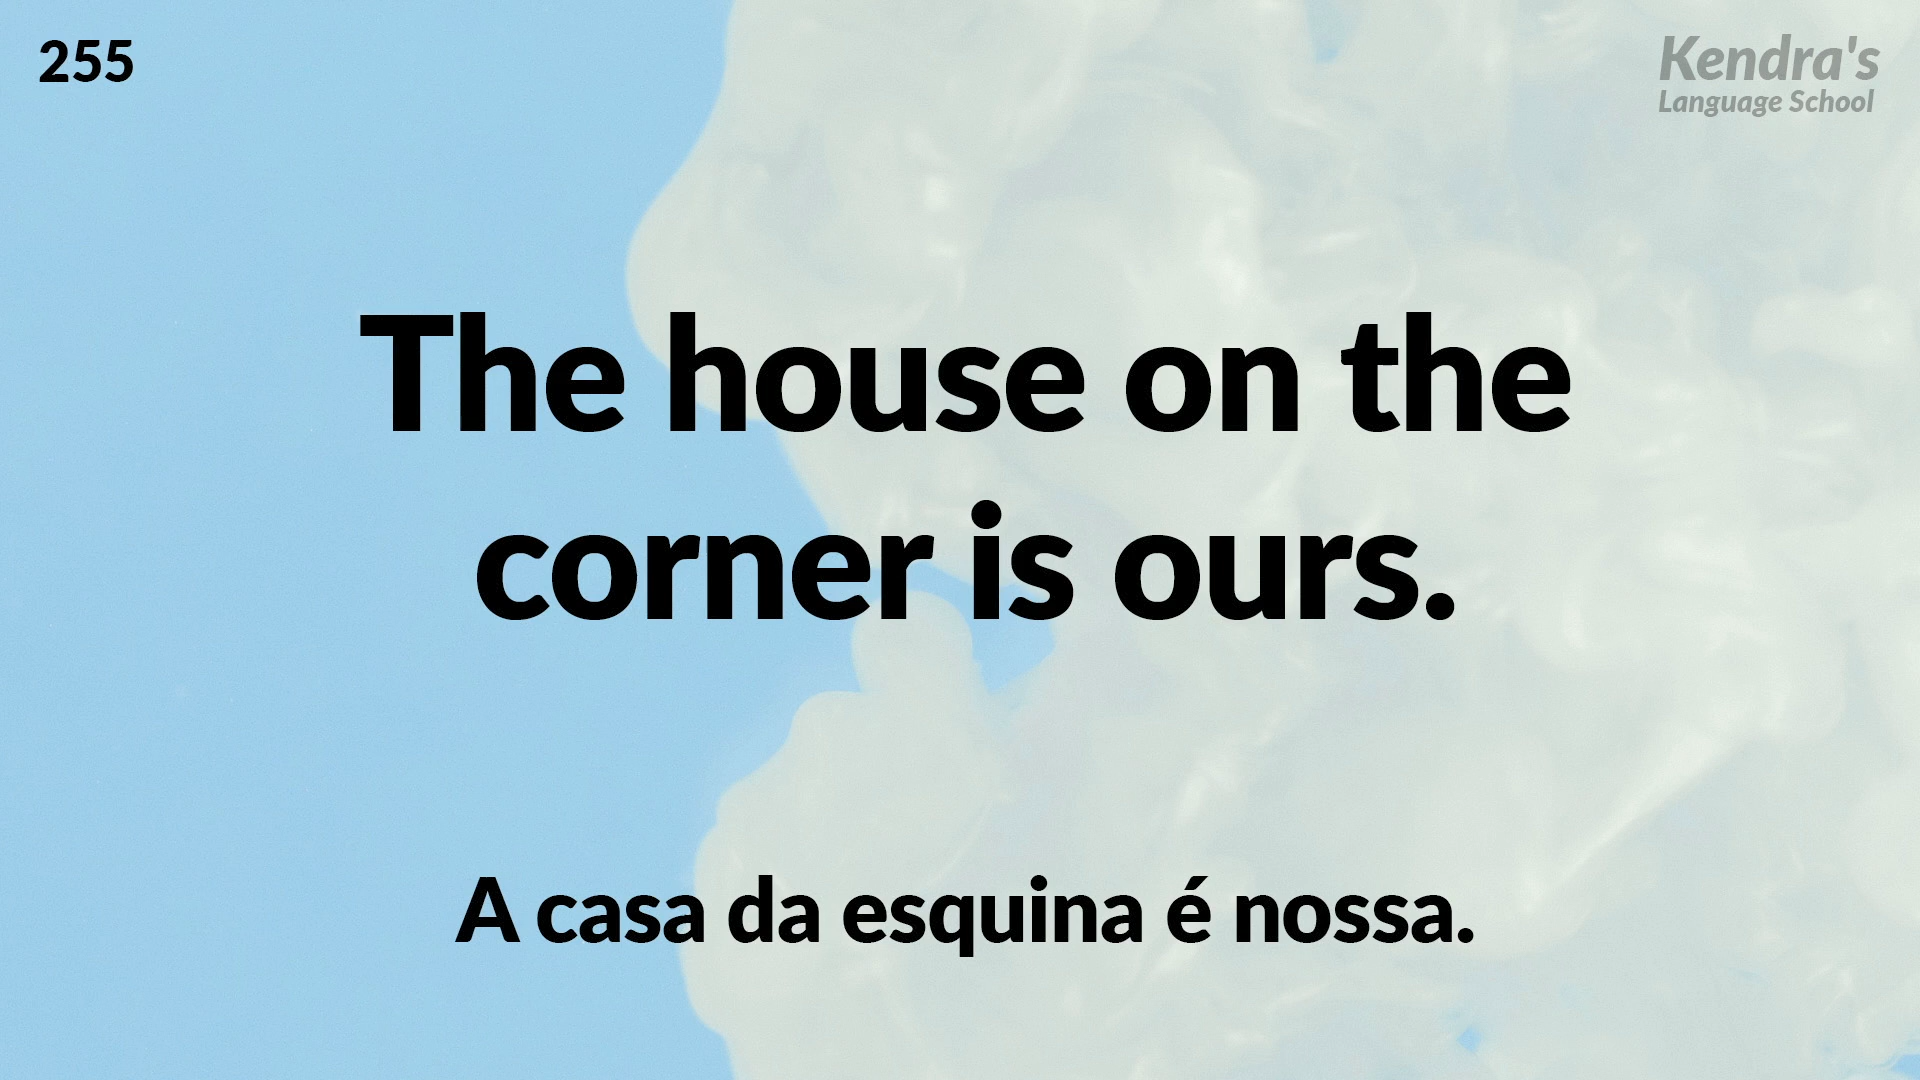 255
Kendra's
Language School
The house on the
corner is ours.
A casa da esquina é nossa.